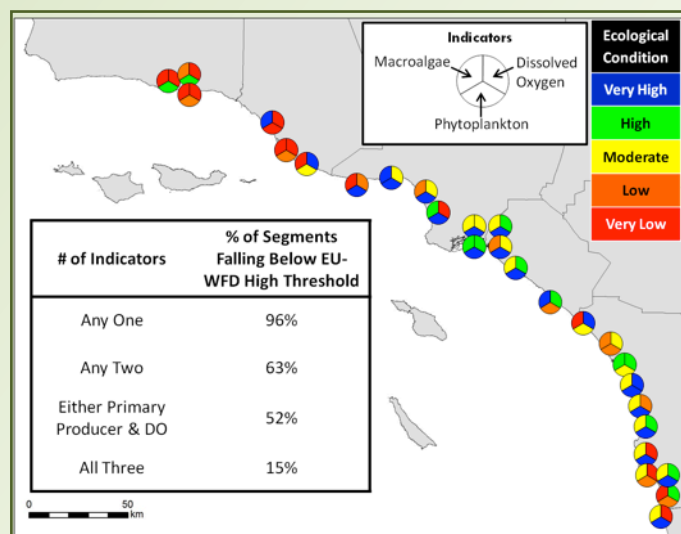 Indicators
Macroalgae
Dissolved
Oxygen
Phytoplankton
Ecological
Condition
Very High
High
Moderate
Low
Very Low
# of Indicators
% of Segments
Falling Below EU-
WFD High Threshold
Any One 96%
Any Two 63%
Either Primary
Producer & DO 52%
All Three 15%
0 50
km